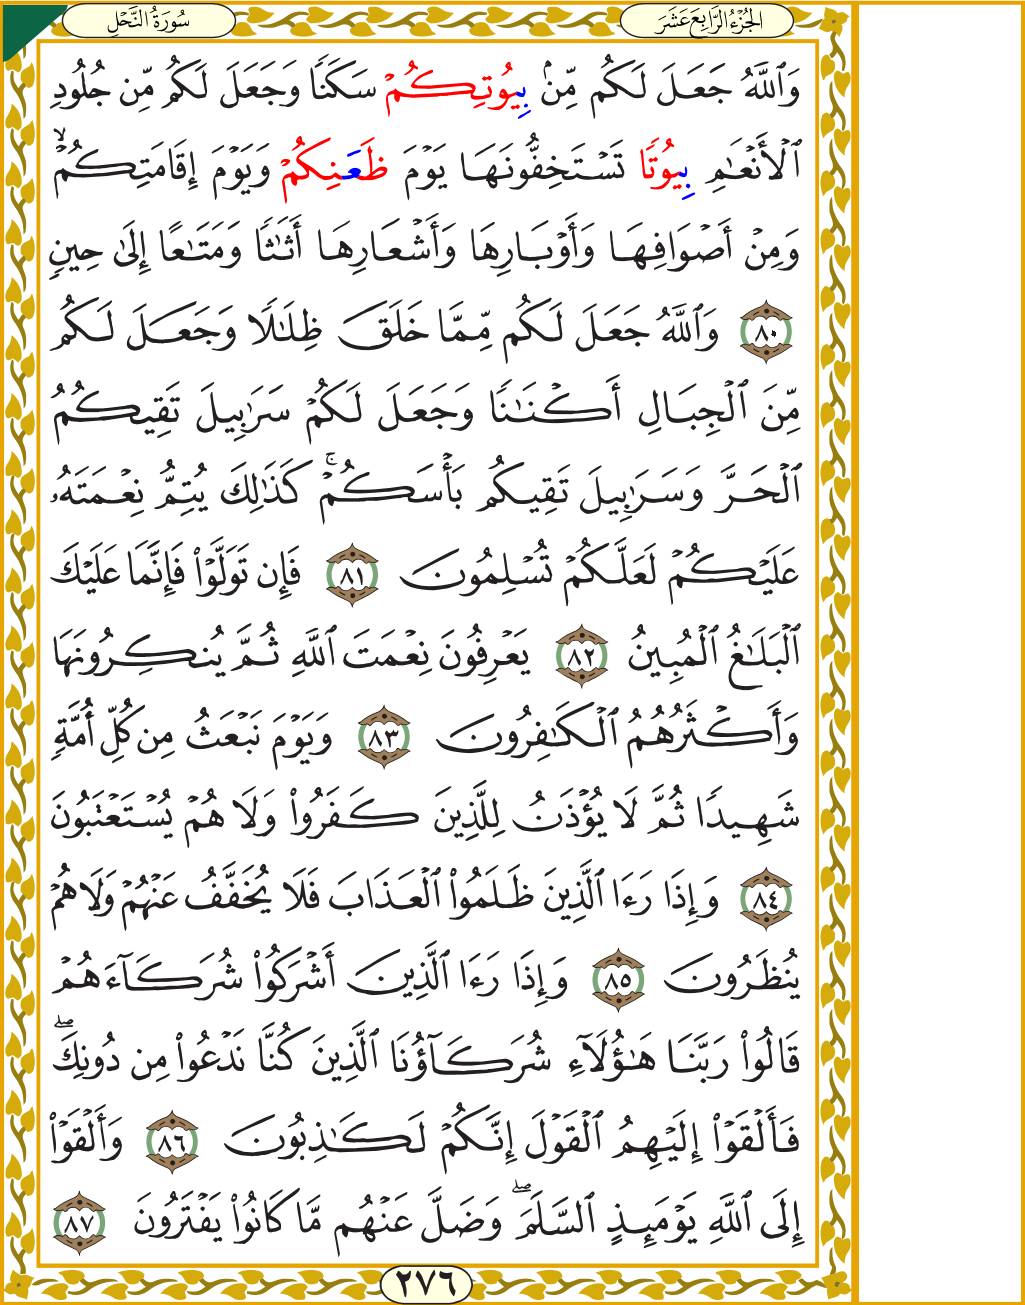 الجُزْءُ الرَّابِعَ عَشَرَ
سُورَةُ النَّحْلِ
وَٱللَّهُ جَعَلَ لَكُم مِّنۢ بِيُوتِكُمْ سَكَنًا وَجَعَلَ لَكُم مِّن جُلُودِ
ٱلْأَنْعَٰمِ بِيُوتًا تَسْتَخِفُّونَهَا يَوْمَ ظَعَنِكُمْ وَيَوْمَ إِقَامَتِكُمْ ۙ
وَمِنْ أَصْوَافِهَا وَأَوْبَارِهَا وَأَشْعَارِهَا أَثَٰثًا وَمَتَٰعًا إِلَىٰ حِينٍ
٨٠ وَٱللَّهُ جَعَلَ لَكُم مِّمَّا خَلَقَ ظِلَٰلًا وَجَعَلَ لَكُم
مِّنَ ٱلْجِبَالِ أَكْنَٰنًا وَجَعَلَ لَكُمْ سَرَٰبِيلَ تَقِيكُمُ
ٱلْحَرَّ وَسَرَٰبِيلَ تَقِيكُم بَأْسَكُمْ ۚ كَذَٰلِكَ يُتِمُّ نِعْمَتَهُۥ
عَلَيْكُمْ لَعَلَّكُمْ تُسْلِمُونَ ٨١ فَإِن تَوَلَّوْا۟ فَإِنَّمَا عَلَيْكَ
ٱلْبَلَٰغُ ٱلْمُبِينُ ٨٢ يَعْرِفُونَ نِعْمَتَ ٱللَّهِ ثُمَّ يُنكِرُونَهَا
وَأَكْثَرُهُمُ ٱلْكَٰفِرُونَ ٨٣ وَيَوْمَ نَبْعَثُ مِن كُلِّ أُمَّةٍ
شَهِيدًا ثُمَّ لَا يُؤْذَنُ لِلَّذِينَ كَفَرُوا۟ وَلَا هُمْ يُسْتَعْتَبُونَ
٨٤ وَإِذَا رَءَا ٱلَّذِينَ ظَلَمُوا۟ ٱلْعَذَابَ فَلَا يُخَفَّفُ عَنْهُمْ وَلَا هُمْ
يُنظَرُونَ ٨٥ وَإِذَا رَءَا ٱلَّذِينَ أَشْرَكُوا۟ شُرَكَآءَهُمْ
قَالُوا۟ رَبَّنَا هَٰٓؤُلَآءِ شُرَكَآؤُنَا ٱلَّذِينَ كُنَّا نَدْعُوا۟ مِن دُونِكَ ۖ
فَأَلْقَوْا۟ إِلَيْهِمُ ٱلْقَوْلَ إِنَّكُمْ لَكَٰذِبُونَ ٨٦ وَأَلْقَوْا۟
إِلَى ٱللَّهِ يَوْمَئِذٍ ٱلسَّلَمَ ۖ وَضَلَّ عَنْهُم مَّا كَانُوا۟ يَفْتَرُونَ ٨٧
٢٧٦